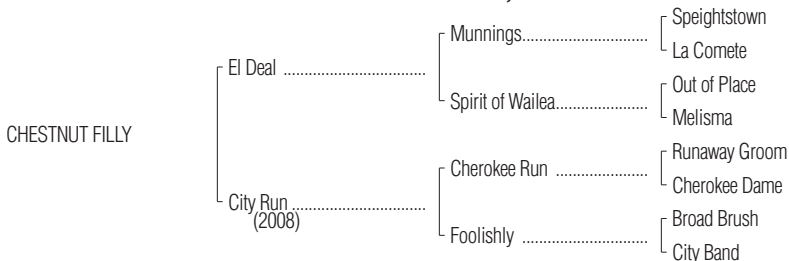 Speightstown
Munnings..............................
La Comete
El Deal ..................................
Out of Place
Spirit of Wailea......................
Melisma
CHESTNUT FILLY
Runaway Groom
Cherokee Run ......................
Cherokee Dame
City Run ................................
(2008)
Broad Brush
Foolishly ..............................
City Band